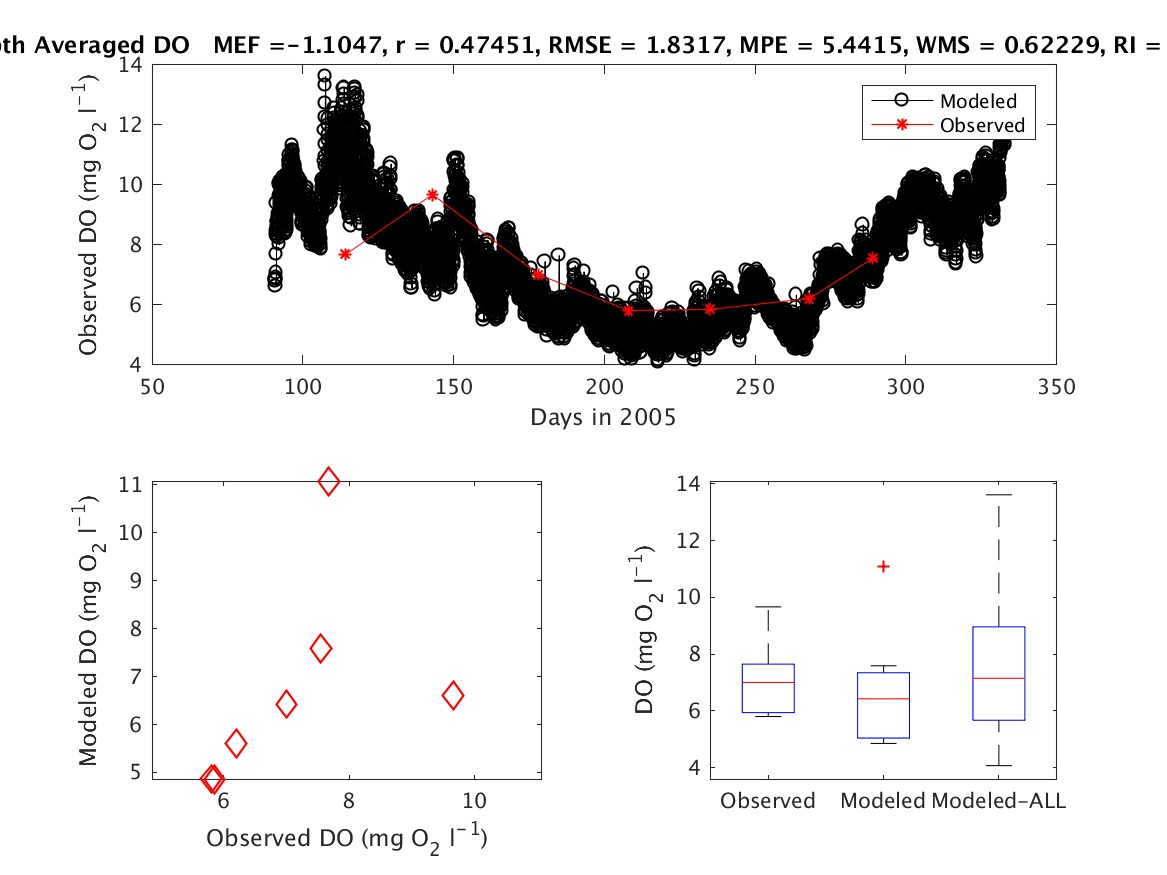 Averaged DO MEF =-1.1047, r = 0.47451, RMSE = 1.8317, MPE = 5.4415, WMS = 0.62229, RI =
14
12
10
8
6
4
Observed DO (mg O2 l−1)
Modeled
Observed
50 100 150 200 250 300 350
Days in 2005
11
10
9
8
7
6
5
Modeled DO (mg O2 l−1)
6 8 10
Observed DO (mg O2 l−1)
14
12
10
8
6
4
DO (mg O2 l−1)
Observed Modeled Modeled-ALL